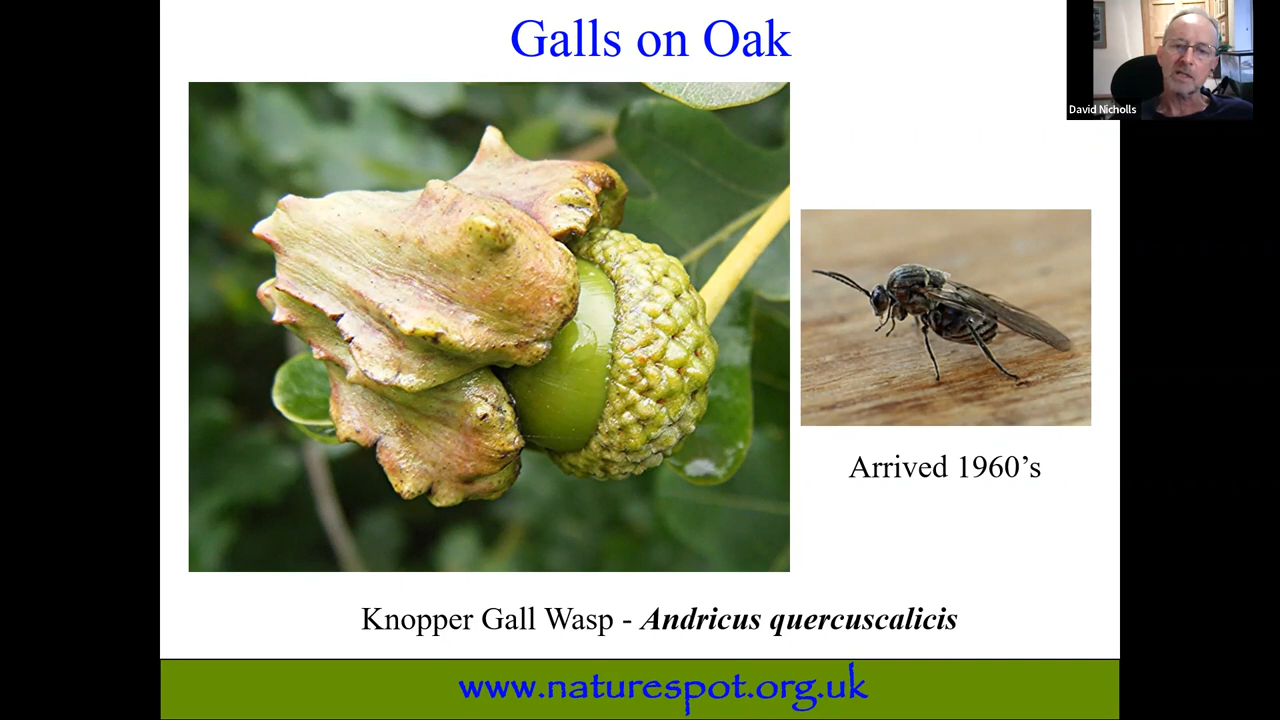 Galls on Oak
David Nicholls
Arrived 1960’s
Knopper Gall Wasp - Andricus quercuscalicis
www.naturespot.org.uk